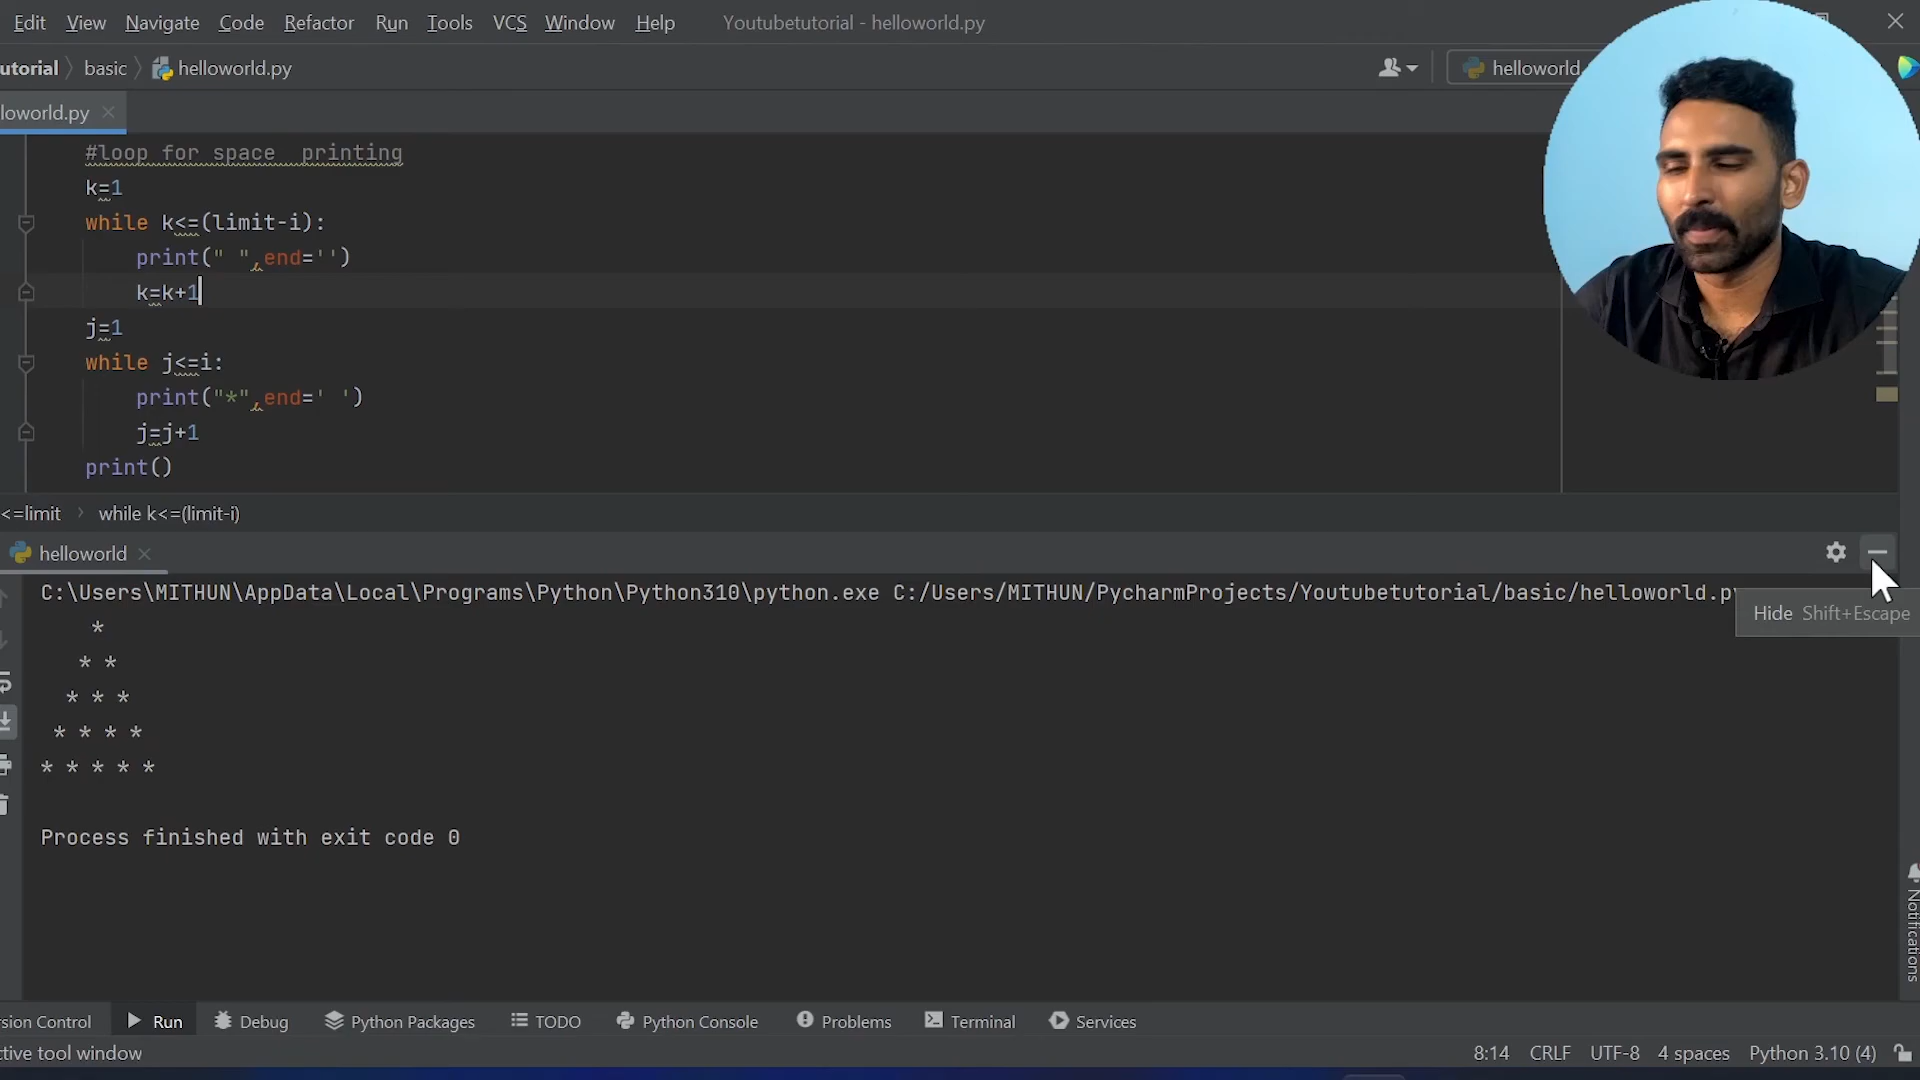 Edit View Navigate Code Refactor Run Tools VCS Window Help Youtubetutorial - helloworld.py
utorial basic helloworld.py helloworld
loworld.py
#loop for space  printing
k=1
while k<=(limit-i):
    print(" ",end='')
    k=k+1
j=1
while j<=i:
    print("*",end=' ')
    j=j+1
print()
<=limit while k<=(limit-i)
helloworld
C:\Users\MITHUN\AppData\Local\Programs\Python\Python310\python.exe C:/Users/MITHUN/PycharmProjects/Youtubetutorial/basic/helloworld.py
Hide Shift+Escape
    *
   * *
  * * *
 * * * *
* * * * *
Process finished with exit code 0
Notifications
sion Control Run Debug Python Packages TODO Python Console Problems Terminal Services
ctive tool window 8:14 CRLF UTF-8 4 spaces Python 3.10 (4)